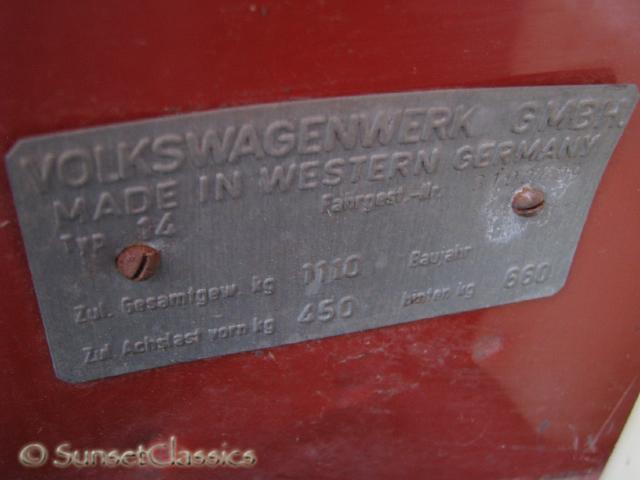 VOLKSWAGENWERK GMBH.
MADE IN WESTERN GERMANY
Typ 14 Fahrgest.-Nr.
Zul. Gesamtgew. kg 1110 Baujahr
Zul. Achslast vorn kg 450 hinten kg 660
© SunsetClassics